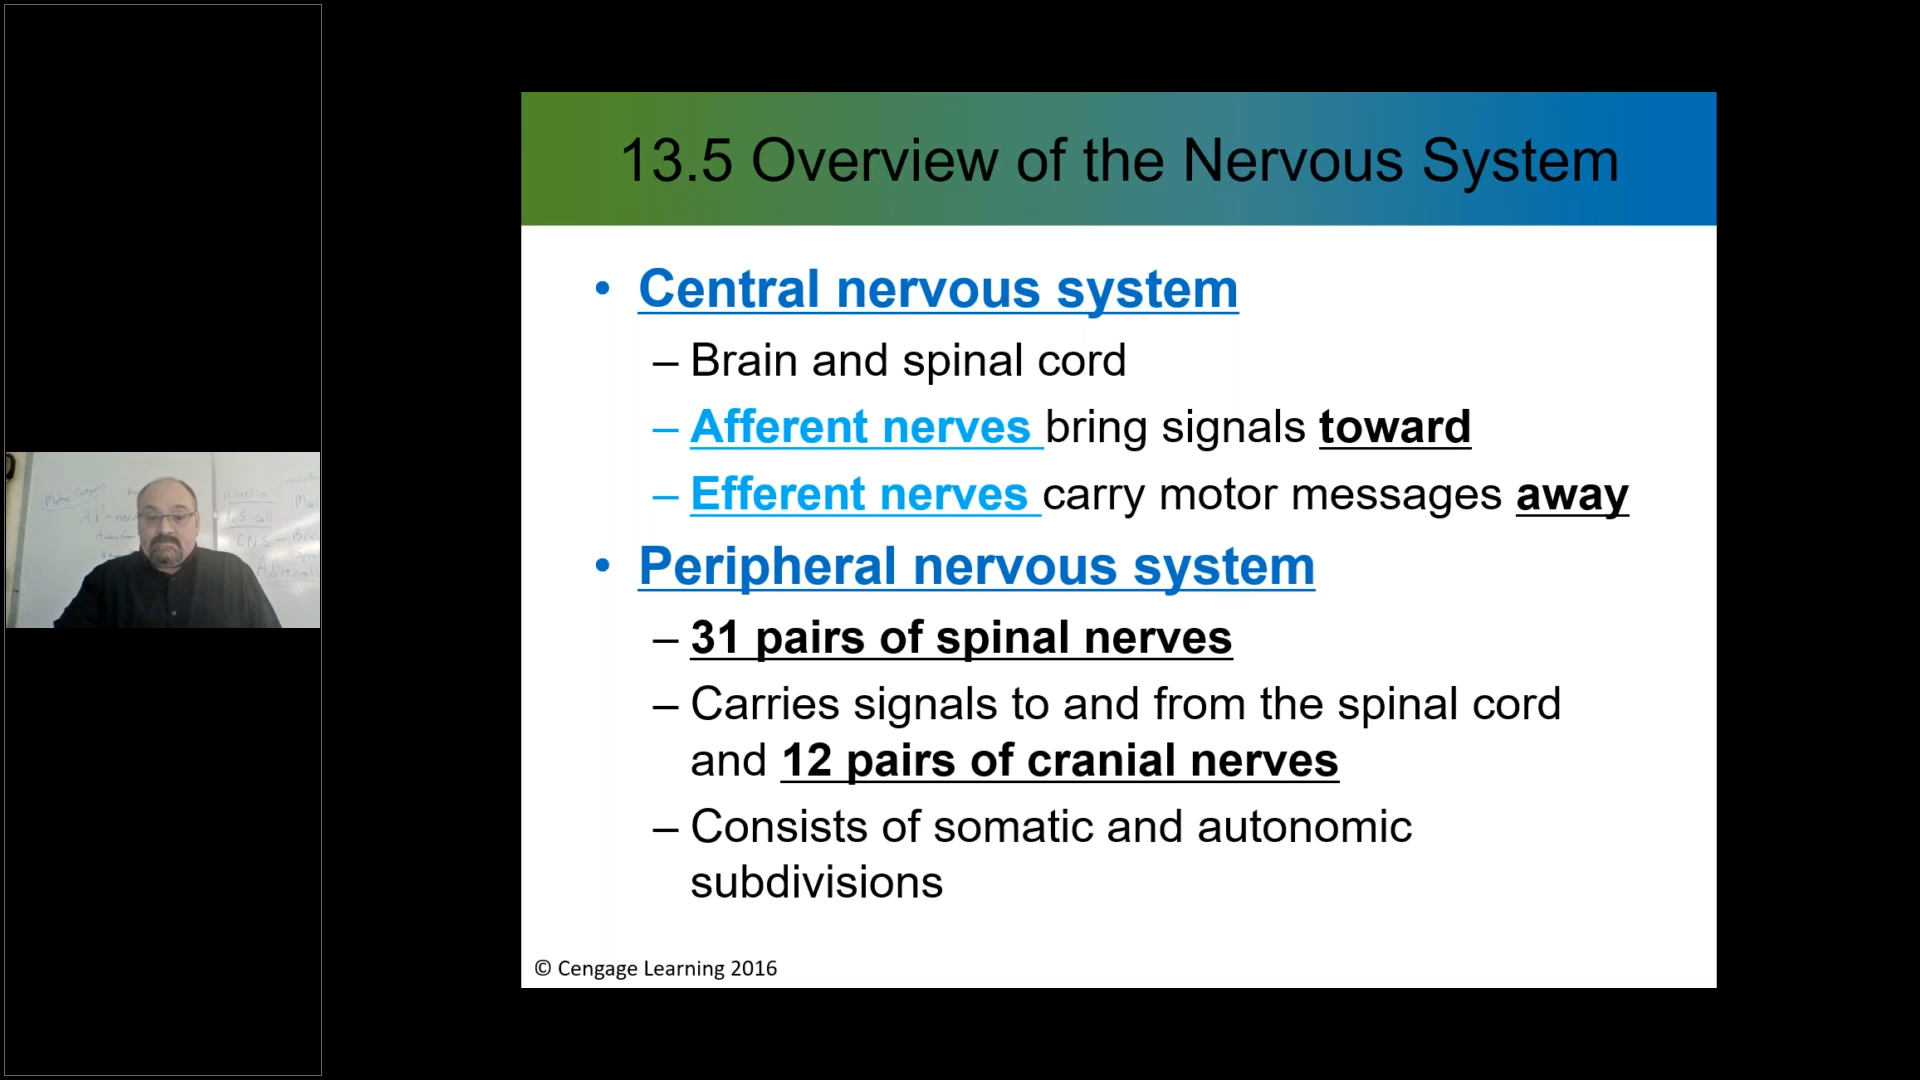 13.5 Overview of the Nervous System
• Central nervous system
– Brain and spinal cord
– Afferent nerves bring signals toward
– Efferent nerves carry motor messages away
• Peripheral nervous system
– 31 pairs of spinal nerves
– Carries signals to and from the spinal cord
and 12 pairs of cranial nerves
– Consists of somatic and autonomic
subdivisions
© Cengage Learning 2016
myelin
CNS